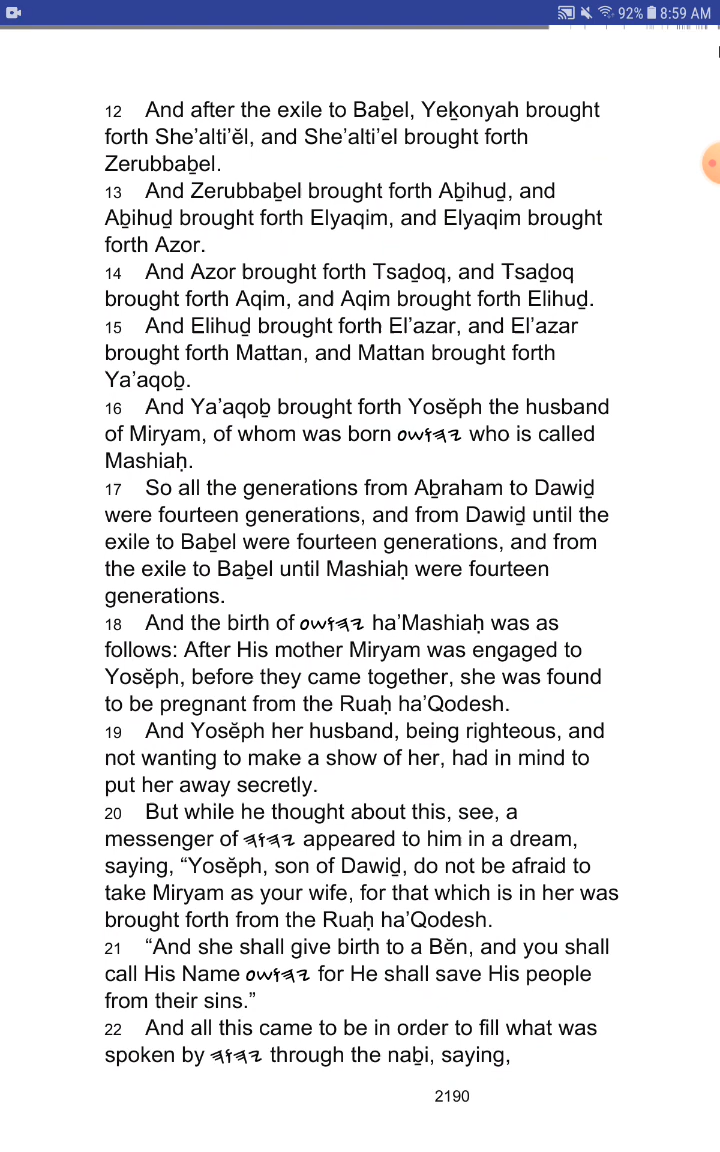 92% 8:59 AM
12 And after the exile to Baḇel, Yeḵonyah brought
forth She’alti’ĕl, and She’alti’el brought forth
Zerubbaḇel.
13 And Zerubbaḇel brought forth Aḇihuḏ, and
Aḇihuḏ brought forth Elyaqim, and Elyaqim brought
forth Azor.
14 And Azor brought forth Tsaḏoq, and Tsaḏoq
brought forth Aqim, and Aqim brought forth Elihuḏ.
15 And Elihuḏ brought forth El’azar, and El’azar
brought forth Mattan, and Mattan brought forth
Ya’aqoḇ.
16 And Ya’aqoḇ brought forth Yosĕph the husband
of Miryam, of whom was born 𐤉𐤄𐤅𐤔𐤏 who is called
Mashiaḥ.
17 So all the generations from Aḇraham to Dawiḏ
were fourteen generations, and from Dawiḏ until the
exile to Baḇel were fourteen generations, and from
the exile to Baḇel until Mashiaḥ were fourteen
generations.
18 And the birth of 𐤉𐤄𐤅𐤔𐤏 ha’Mashiaḥ was as
follows: After His mother Miryam was engaged to
Yosĕph, before they came together, she was found
to be pregnant from the Ruaḥ ha’Qodesh.
19 And Yosĕph her husband, being righteous, and
not wanting to make a show of her, had in mind to
put her away secretly.
20 But while he thought about this, see, a
messenger of 𐤉𐤄𐤅𐤄 appeared to him in a dream,
saying, “Yosĕph, son of Dawiḏ, do not be afraid to
take Miryam as your wife, for that which is in her was
brought forth from the Ruaḥ ha’Qodesh.
21 “And she shall give birth to a Bĕn, and you shall
call His Name 𐤉𐤄𐤅𐤔𐤏 for He shall save His people
from their sins.”
22 And all this came to be in order to fill what was
spoken by 𐤉𐤄𐤅𐤄 through the naḇi, saying,
2190